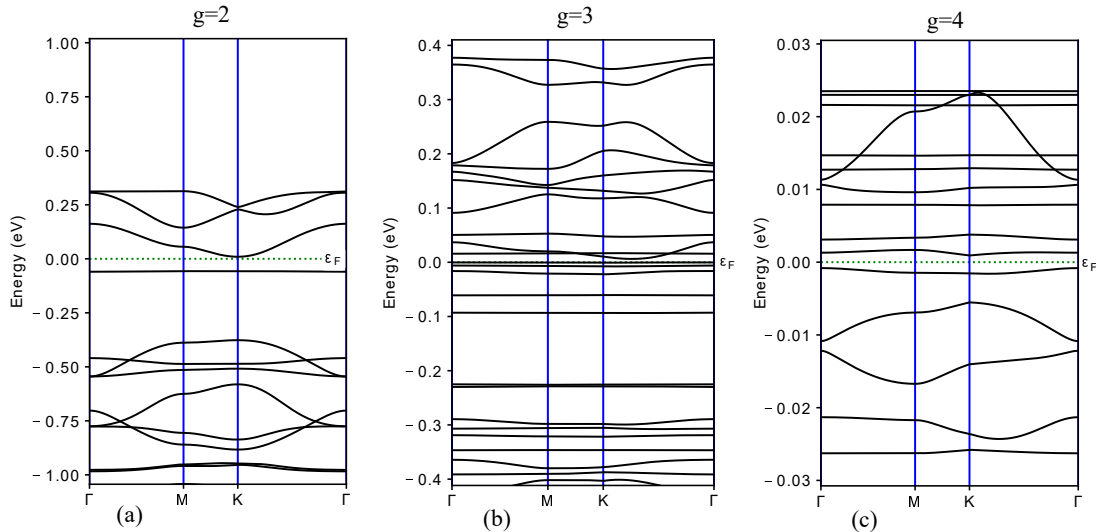 g=2
Energy (eV)
1.00
0.75
0.50
0.25
0.00
−0.25
−0.50
−0.75
−1.00
ε_F
Γ M K Γ
(a)
g=3
Energy (eV)
0.4
0.3
0.2
0.1
0.0
−0.1
−0.2
−0.3
−0.4
ε_F
Γ M K Γ
(b)
g=4
Energy (eV)
0.03
0.02
0.01
0.00
−0.01
−0.02
−0.03
ε_F
Γ M K Γ
(c)